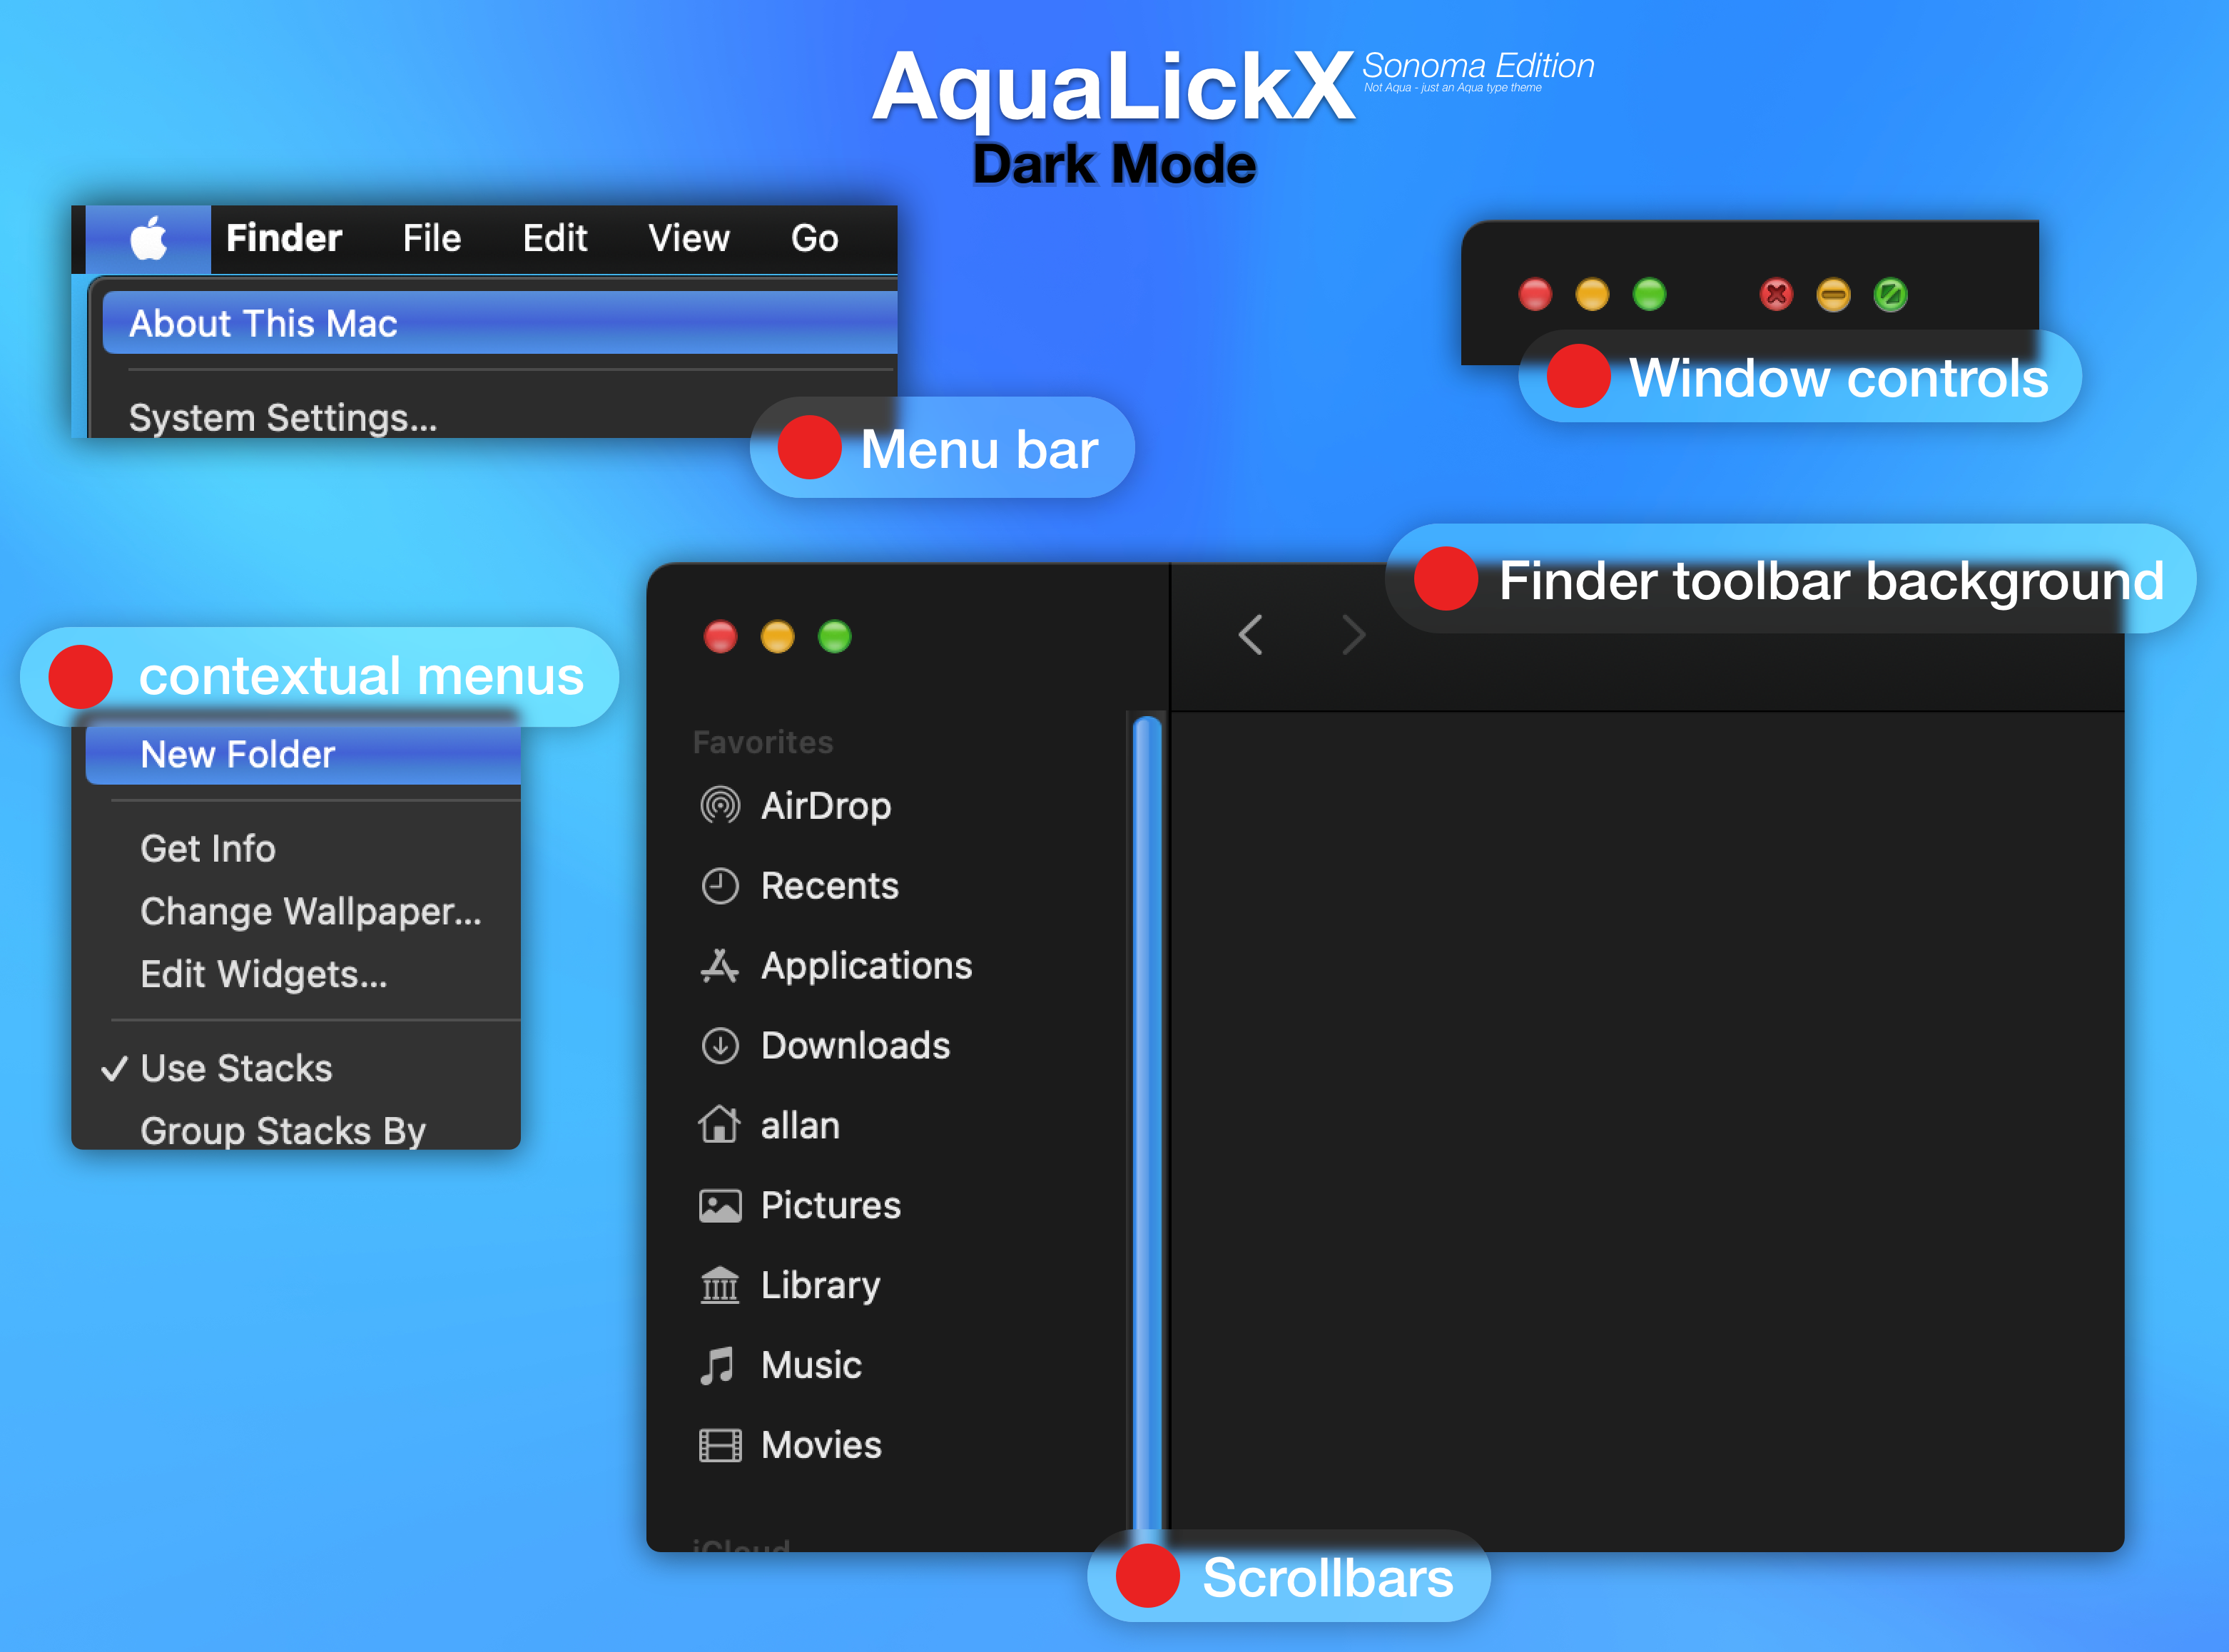 AquaLickX
Sonoma Edition
Not Aqua - just an Aqua type theme
Dark Mode
Finder File Edit View Go
About This Mac
System Settings...
Menu bar
Window controls
Finder toolbar background
contextual menus
New Folder
Get Info
Change Wallpaper...
Edit Widgets...
✓ Use Stacks
Group Stacks By
Favorites
AirDrop
Recents
Applications
Downloads
allan
Pictures
Library
Music
Movies
iCloud
Scrollbars